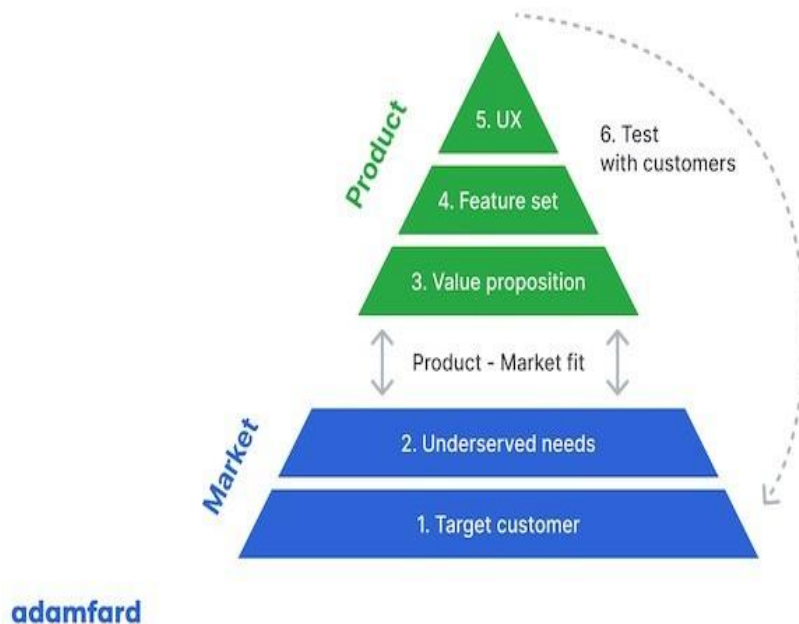 Product
5. UX
6. Test
with customers
4. Feature set
3. Value proposition
Product - Market fit
Market
2. Underserved needs
1. Target customer
adamfard